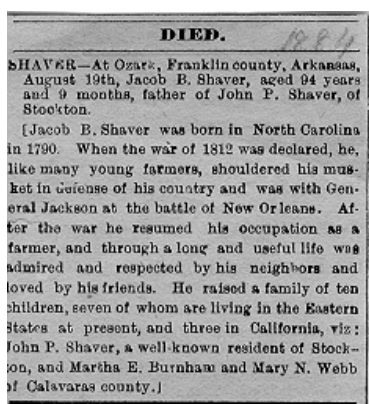 DIED.
1884
SHAVER—At Ozark, Franklin county, Arkansas,
August 19th, Jacob B. Shaver, aged 94 years
and 9 months, father of John P. Shaver, of
Stockton.
[Jacob B. Shaver was born in North Carolina
in 1790. When the war of 1812 was declared, he,
like many young farmers, shouldered his mus-
ket in defense of his country and was with Gen-
eral Jackson at the battle of New Orleans. Af-
ter the war he resumed his occupation as a
farmer, and through a long and useful life was
admired and respected by his neighbors and
loved by his friends. He raised a family of ten
children, seven of whom are living in the Eastern
States at present, and three in California, viz:
John P. Shaver, a well-known resident of Stock-
ton, and Martha E. Burnham and Mary N. Webb
of Calavaras county.]